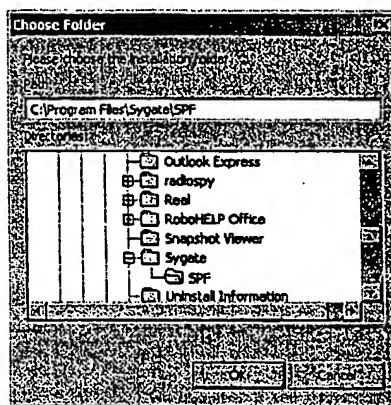 Choose Folder
Please choose the installation folder.
C:\Program Files\Sygate\SPF
Directories:
Outlook Express
radiospy
Real
RoboHELP Office
Snapshot Viewer
Sygate
SPF
Uninstall Information
OK
Cancel